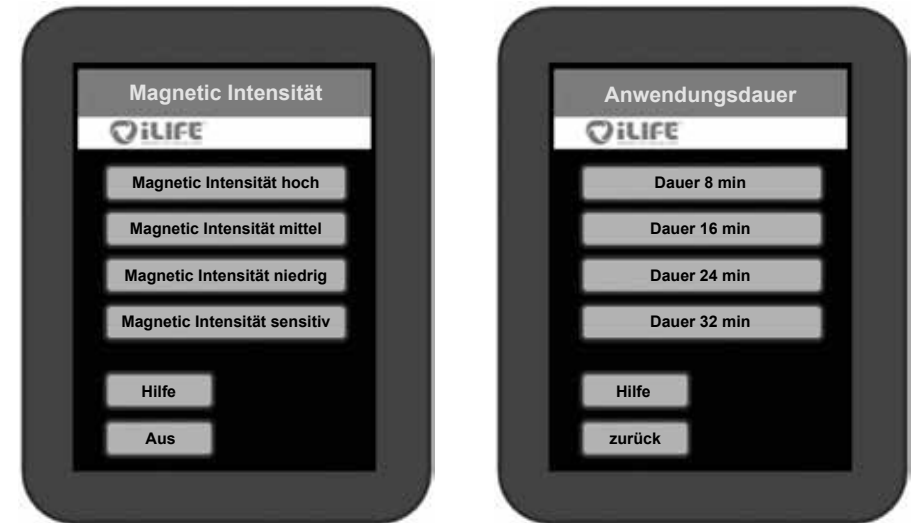 Magnetic Intensität
iLIFE
Magnetic Intensität hoch
Magnetic Intensität mittel
Magnetic Intensität niedrig
Magnetic Intensität sensitiv
Hilfe
Aus
Anwendungsdauer
iLIFE
Dauer 8 min
Dauer 16 min
Dauer 24 min
Dauer 32 min
Hilfe
zurück